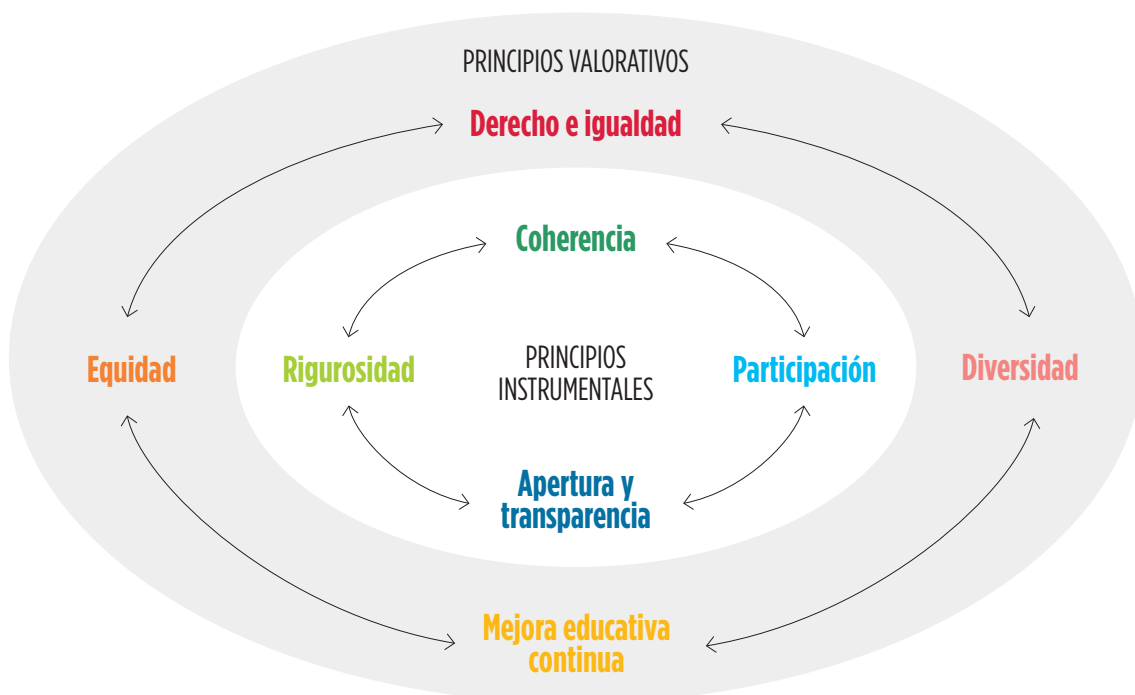 PRINCIPIOS VALORATIVOS
Derecho e igualdad
Coherencia
Equidad
Rigurosidad
PRINCIPIOS
INSTRUMENTALES
Participación
Diversidad
Apertura y
transparencia
Mejora educativa
continua